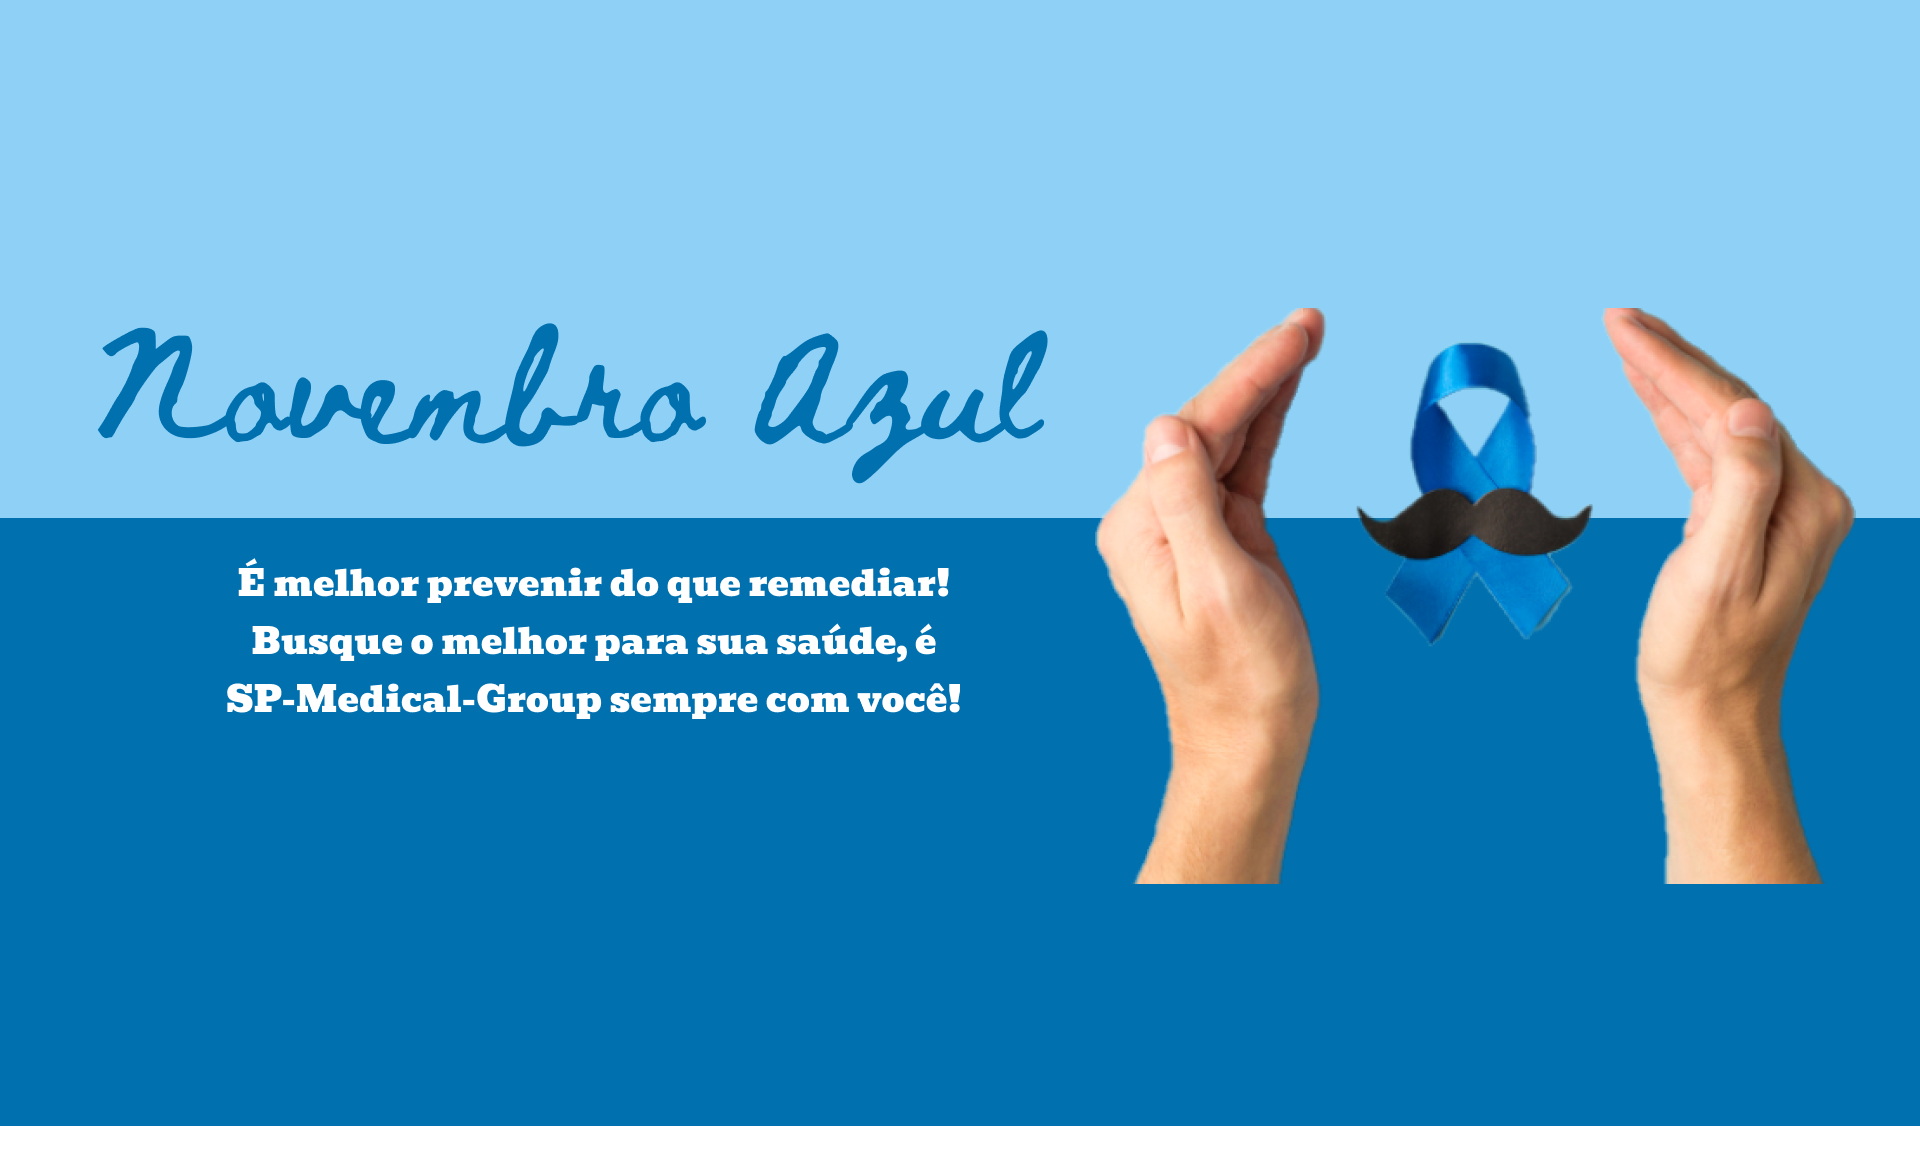 Novembro Azul
É melhor prevenir do que remediar!
Busque o melhor para sua saúde, é
SP-Medical-Group sempre com você!